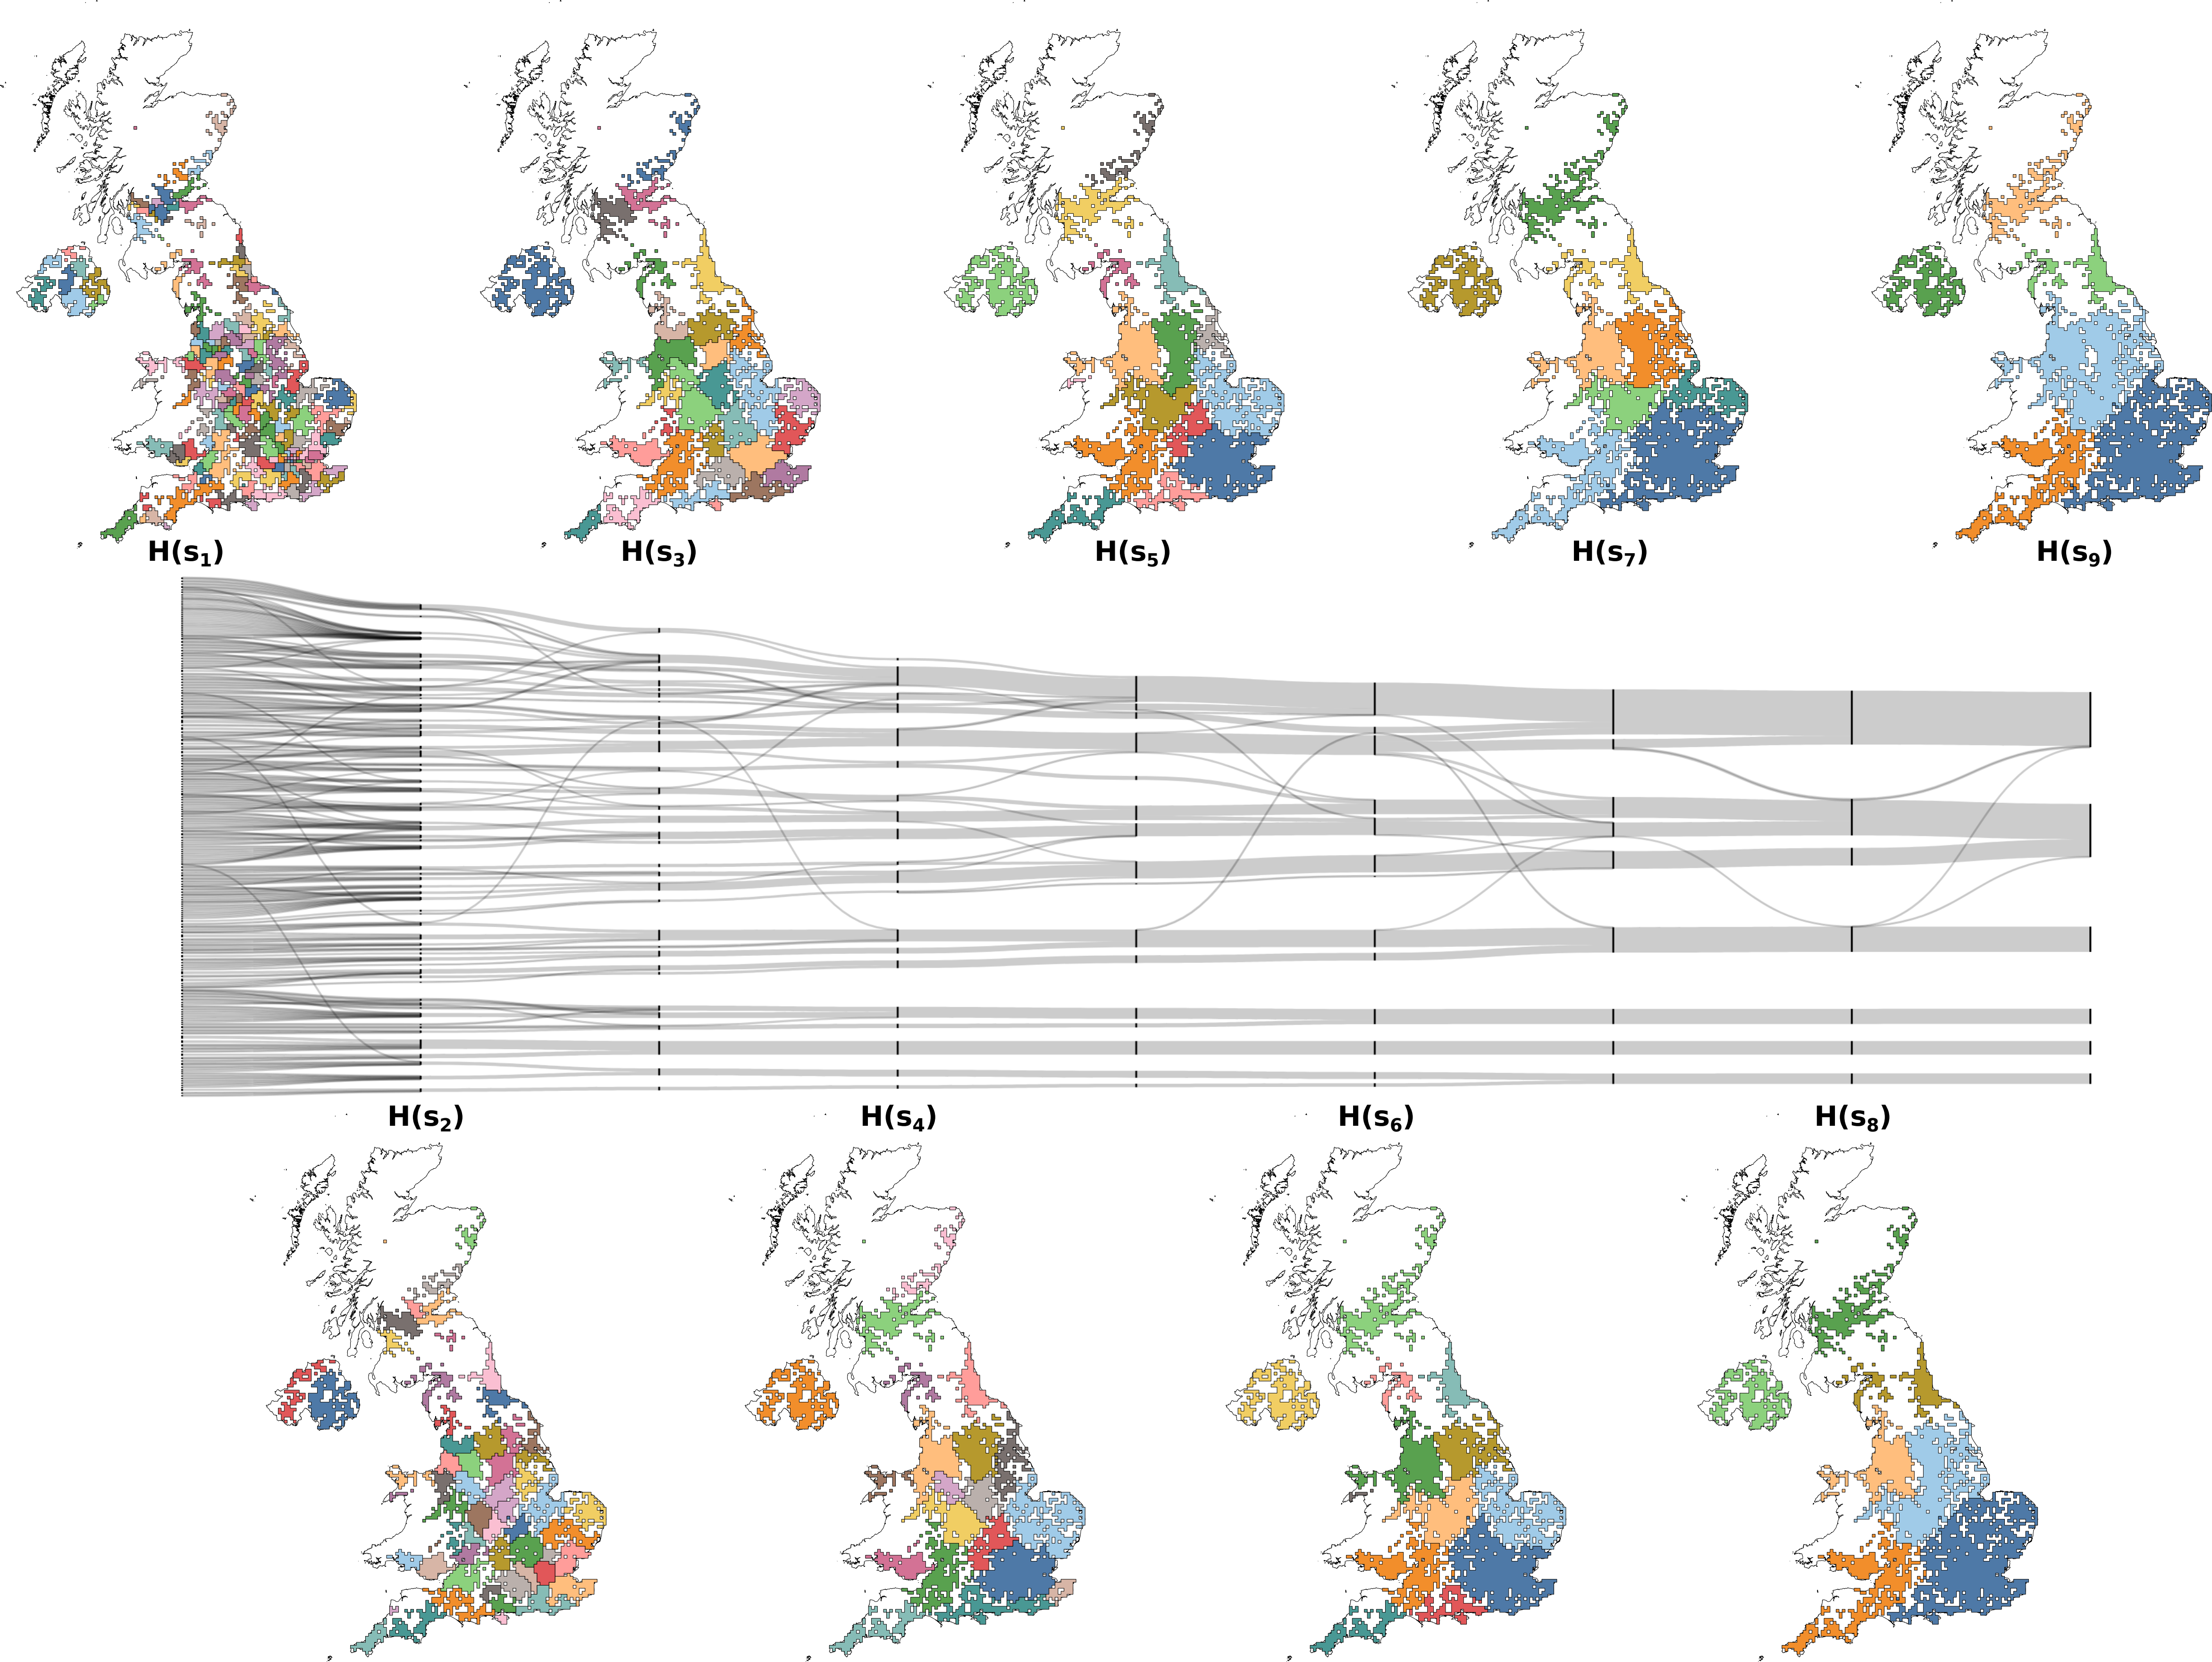 H(s₁) H(s₃) H(s₅) H(s₇) H(s₉)
H(s₂) H(s₄) H(s₆) H(s₈)